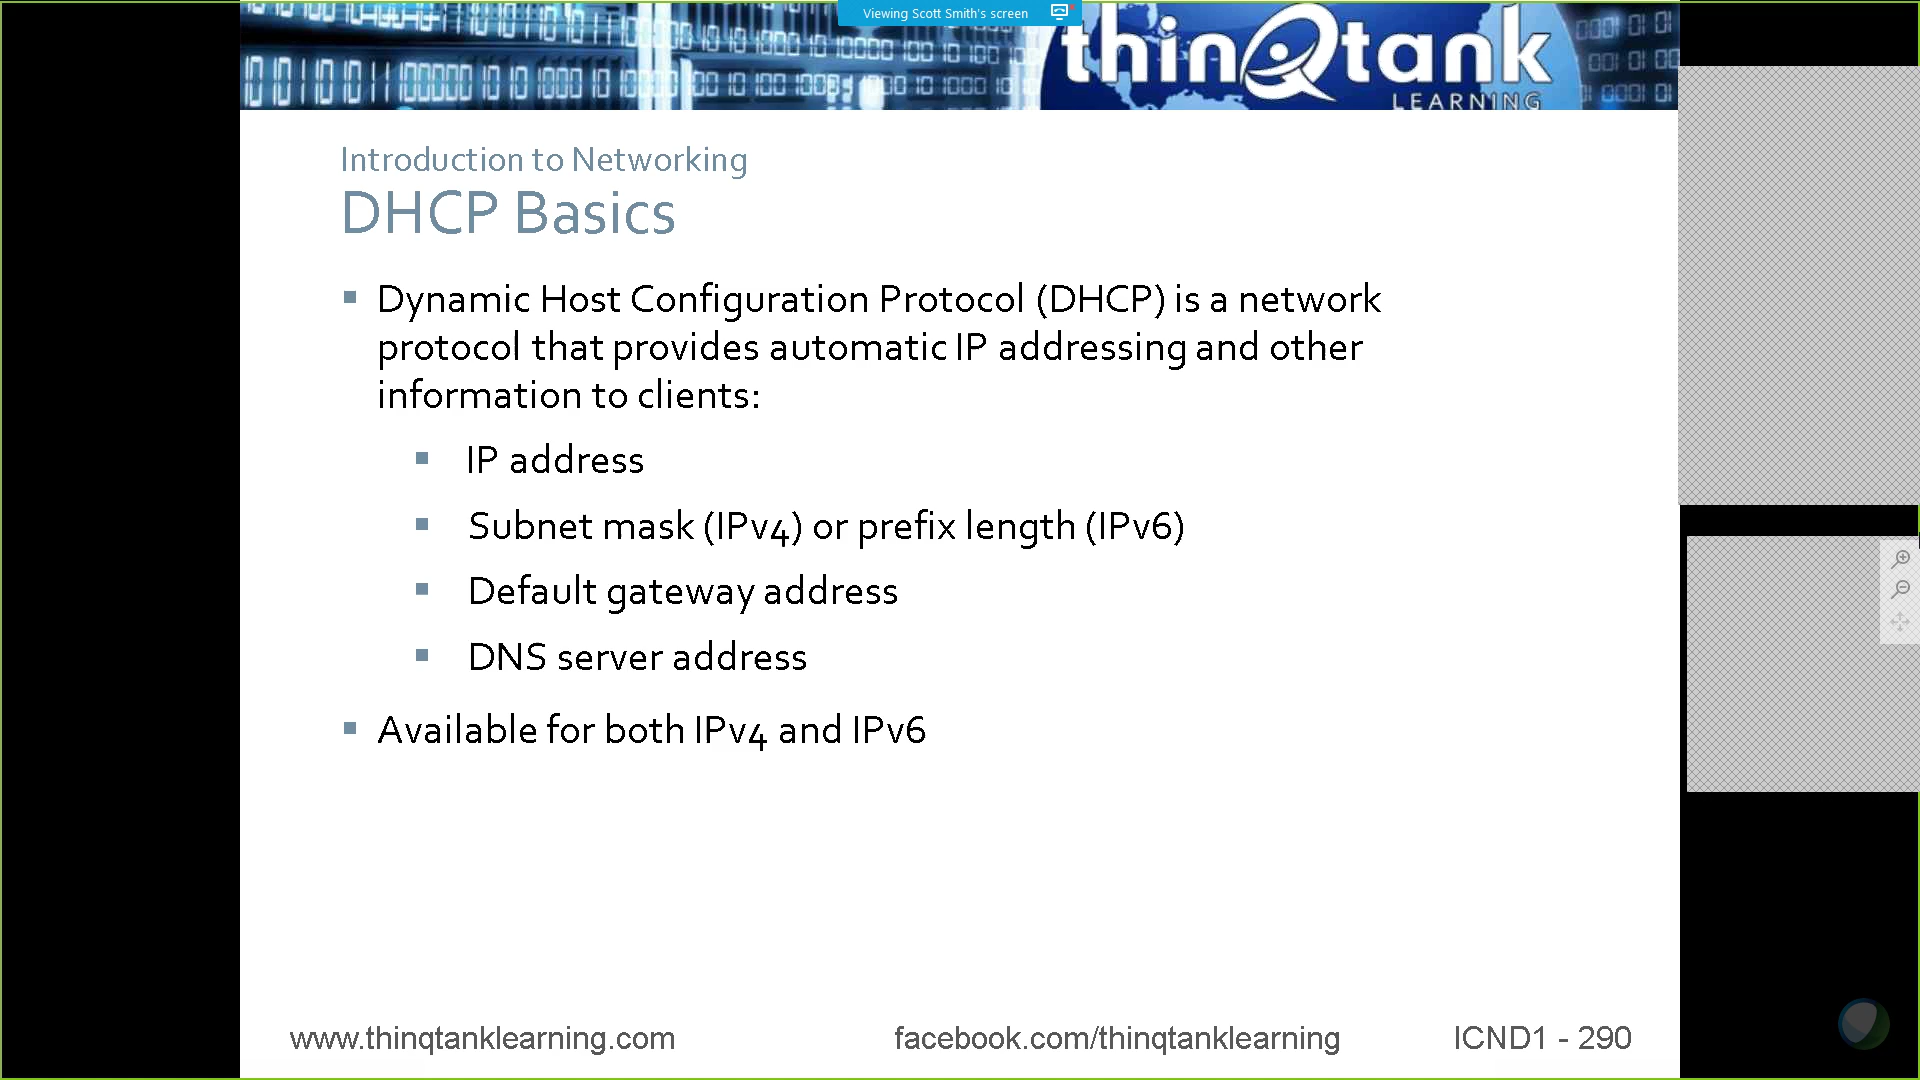 Viewing Scott Smith's screen
thinQtank
LEARNING
Introduction to Networking
DHCP Basics
Dynamic Host Configuration Protocol (DHCP) is a network
protocol that provides automatic IP addressing and other
information to clients:
IP address
Subnet mask (IPv4) or prefix length (IPv6)
Default gateway address
DNS server address
Available for both IPv4 and IPv6
www.thinqtanklearning.com facebook.com/thinqtanklearning ICND1 - 290